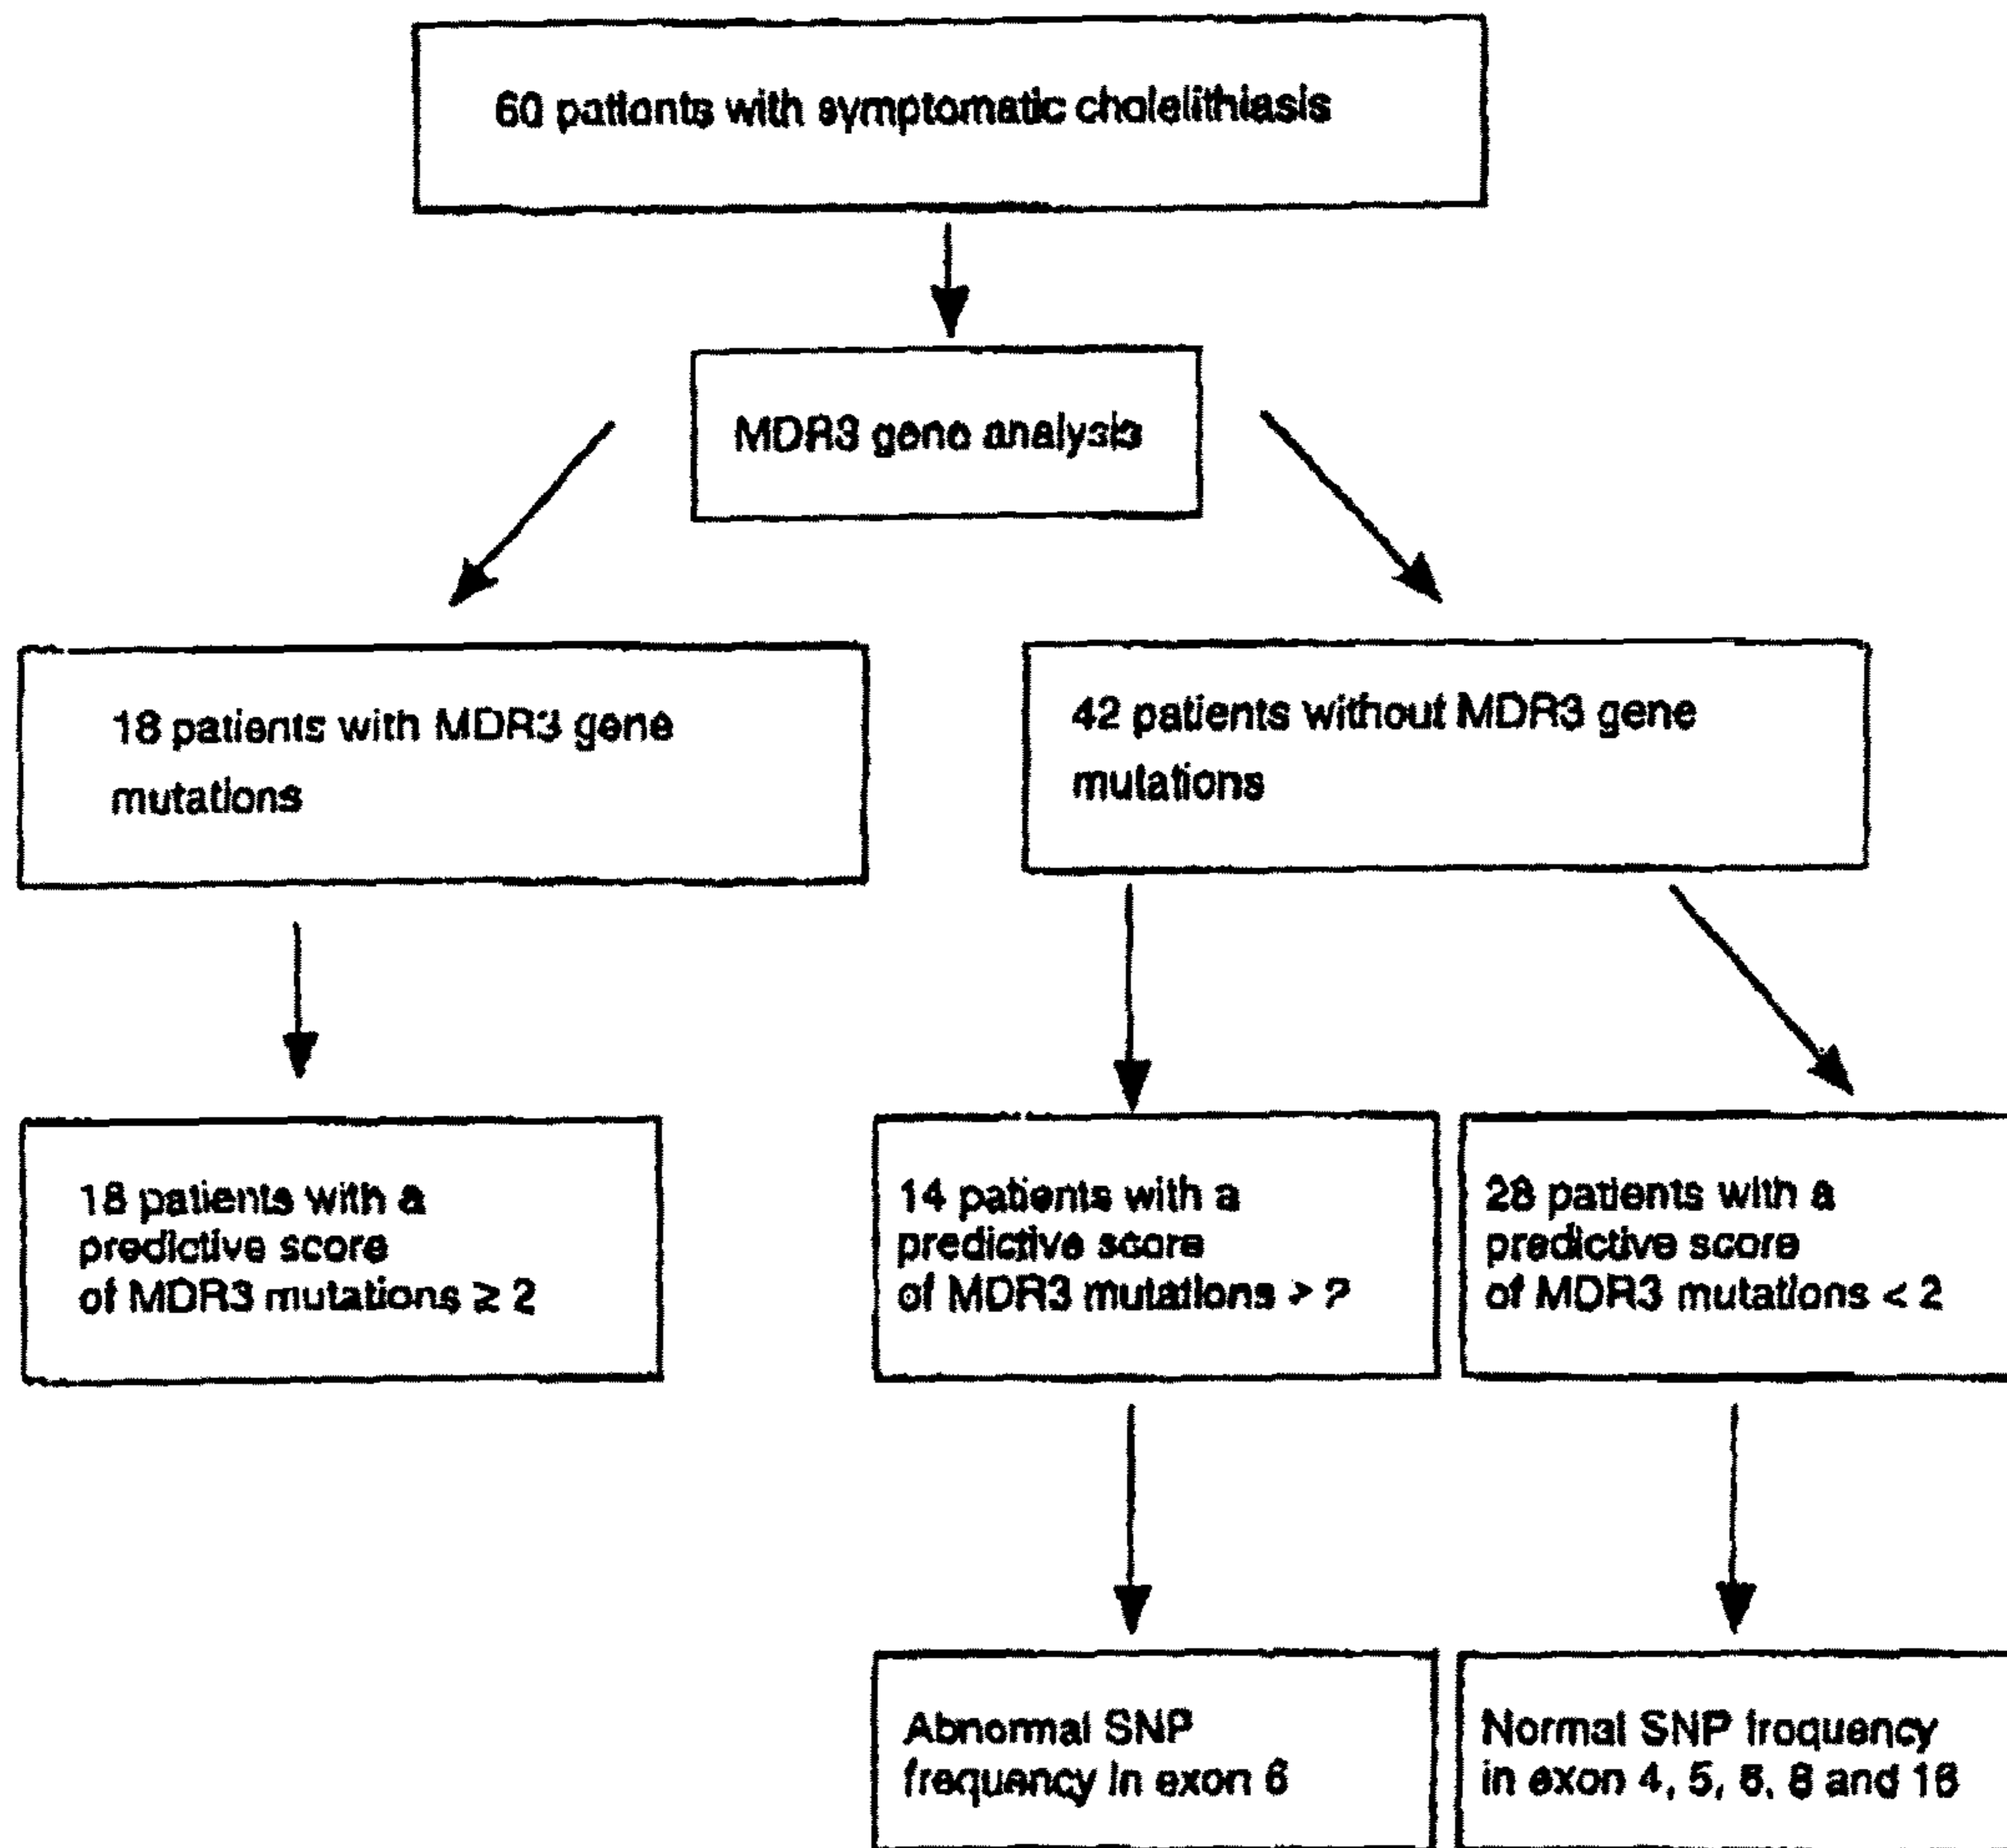 60 patients with symptomatic cholelithiasis
MDR3 gene analysis
18 patients with MDR3 gene
mutations
42 patients without MDR3 gene
mutations
18 patients with a
predictive score
of MDR3 mutations ≥ 2
14 patients with a
predictive score
of MDR3 mutations > ?
28 patients with a
predictive score
of MDR3 mutations < 2
Abnormal SNP
frequency in exon 6
Normal SNP frequency
in exon 4, 5, 6, 8 and 16